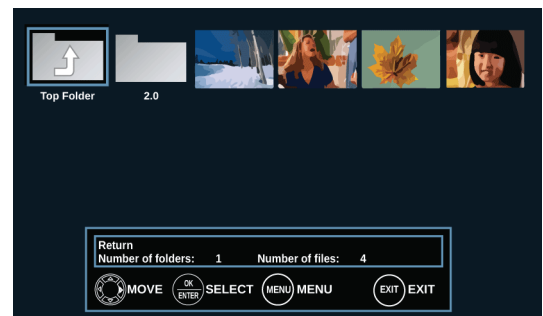 Top Folder 2.0
Return
Number of folders: 1 Number of files: 4
MOVE OK ENTER SELECT MENU MENU EXIT EXIT